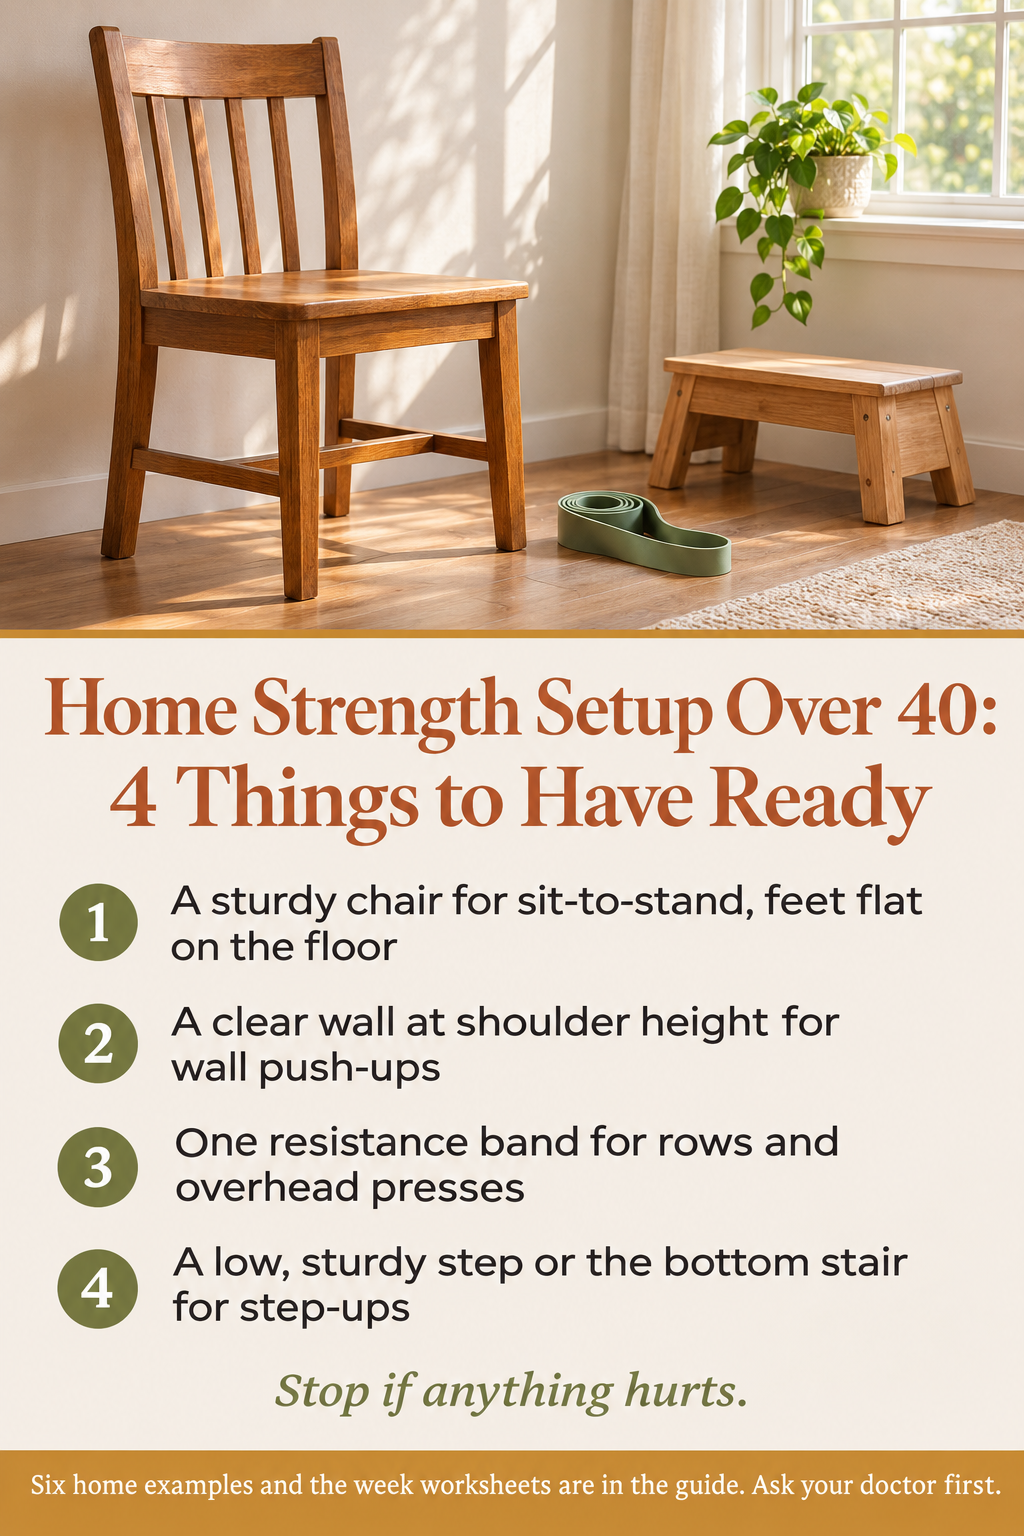 Home Strength Setup Over 40:
4 Things to Have Ready
1 A sturdy chair for sit-to-stand, feet flat
on the floor
2 A clear wall at shoulder height for
wall push-ups
3 One resistance band for rows and
overhead presses
4 A low, sturdy step or the bottom stair
for step-ups
Stop if anything hurts.
Six home examples and the week worksheets are in the guide. Ask your doctor first.